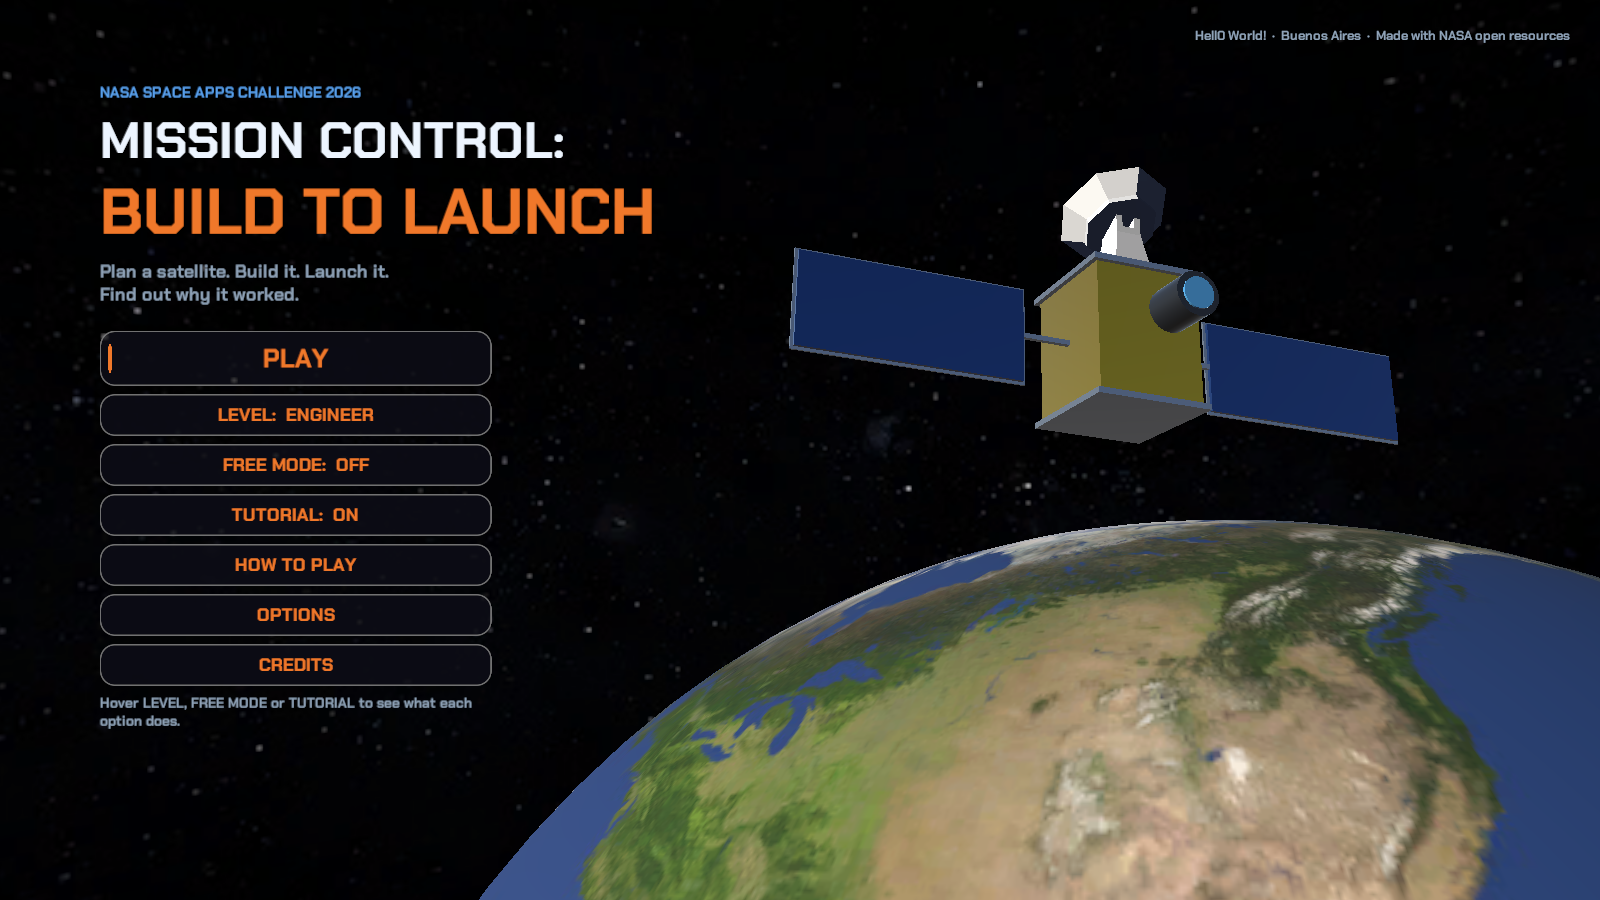 Hell0 World! · Buenos Aires · Made with NASA open resources
NASA SPACE APPS CHALLENGE 2026
MISSION CONTROL:
BUILD TO LAUNCH
Plan a satellite. Build it. Launch it.
Find out why it worked.
PLAY
LEVEL: ENGINEER
FREE MODE: OFF
TUTORIAL: ON
HOW TO PLAY
OPTIONS
CREDITS
Hover LEVEL, FREE MODE or TUTORIAL to see what each
option does.